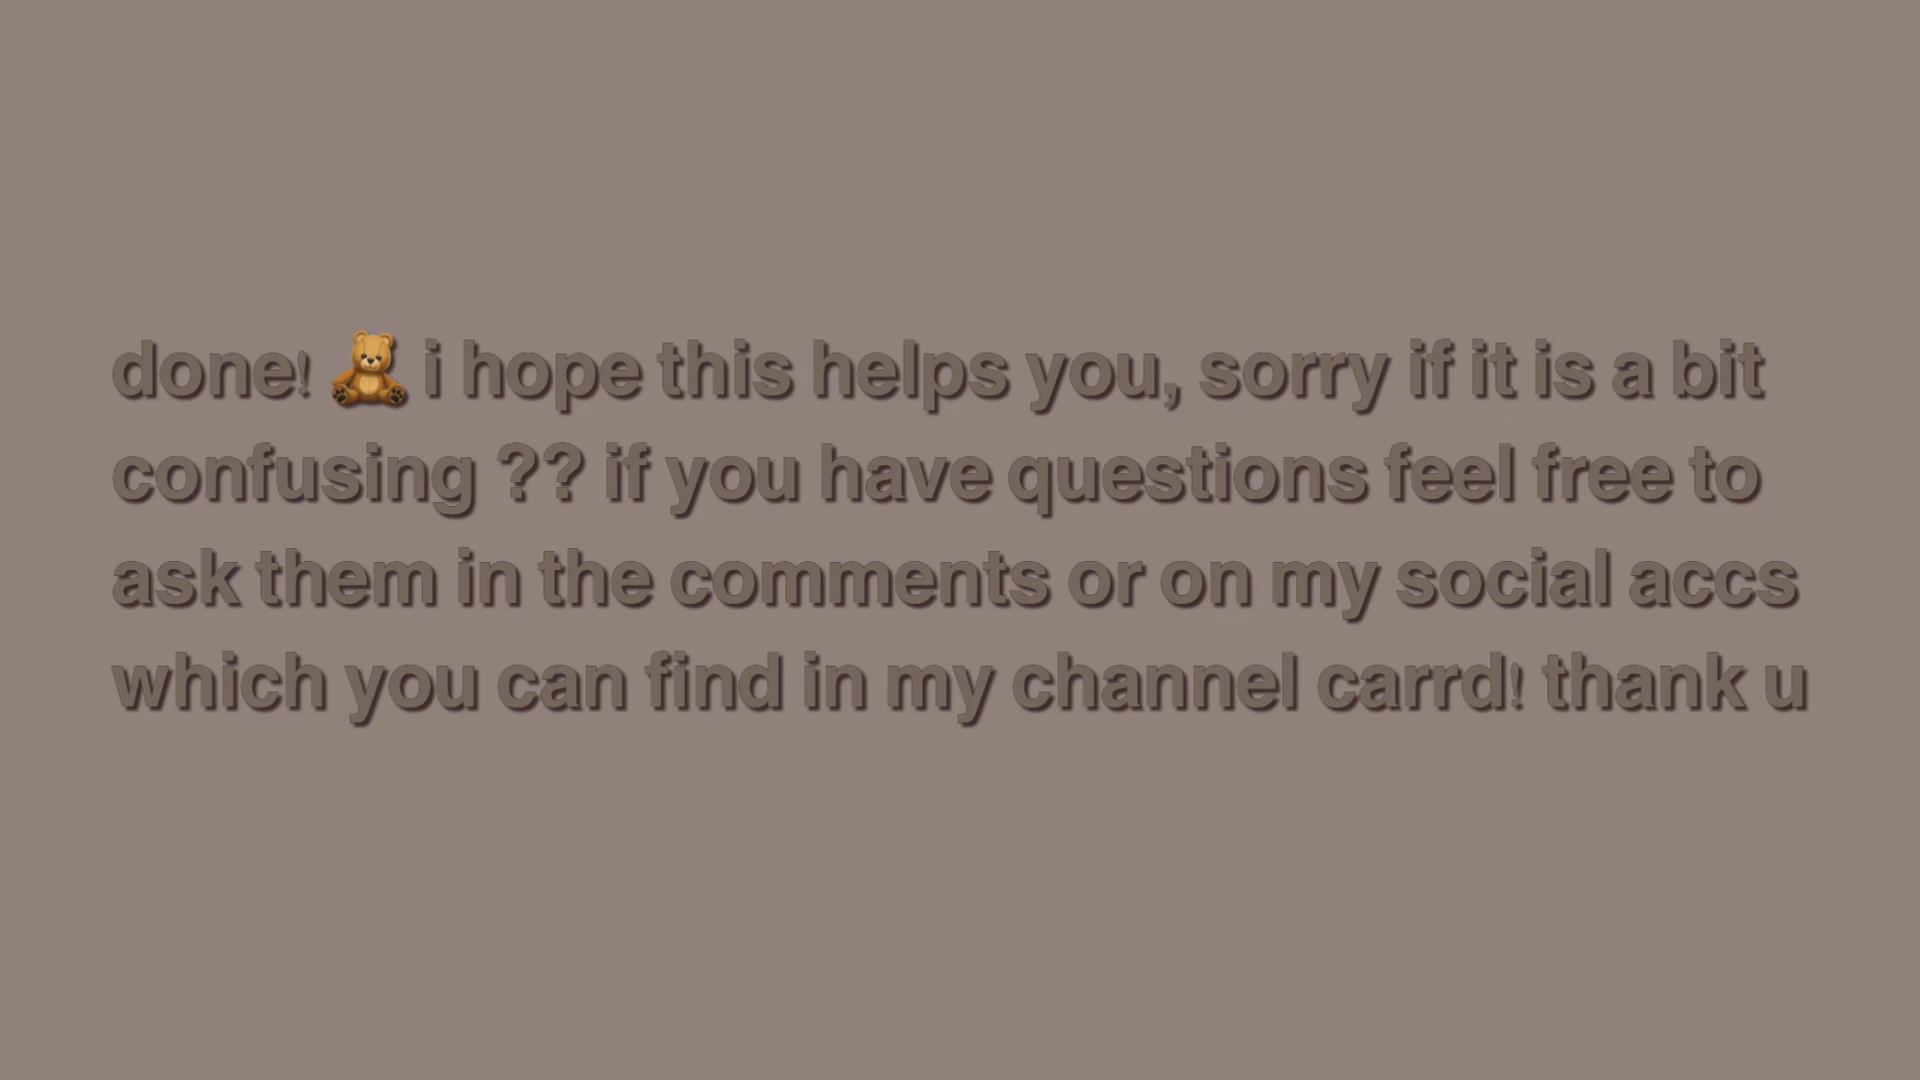 done! 🧸 i hope this helps you, sorry if it is a bit
confusing ?? if you have questions feel free to
ask them in the comments or on my social accs
which you can find in my channel carrd! thank u